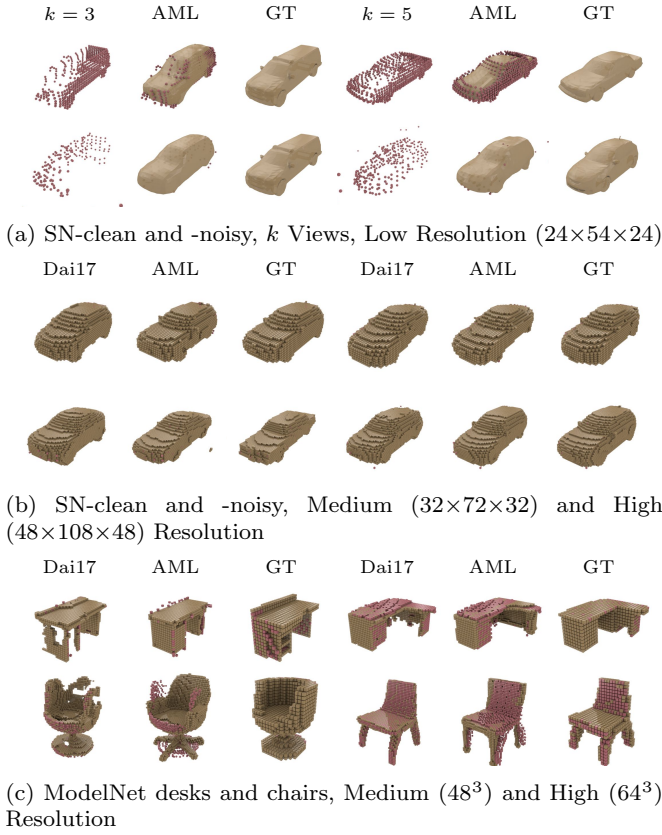 k = 3 AML GT k = 5 AML GT
(a) SN-clean and -noisy, k Views, Low Resolution (24×54×24)
Dai17 AML GT Dai17 AML GT
(b) SN-clean and -noisy, Medium (32×72×32) and High
(48×108×48) Resolution
Dai17 AML GT Dai17 AML GT
(c) ModelNet desks and chairs, Medium (48³) and High (64³)
Resolution